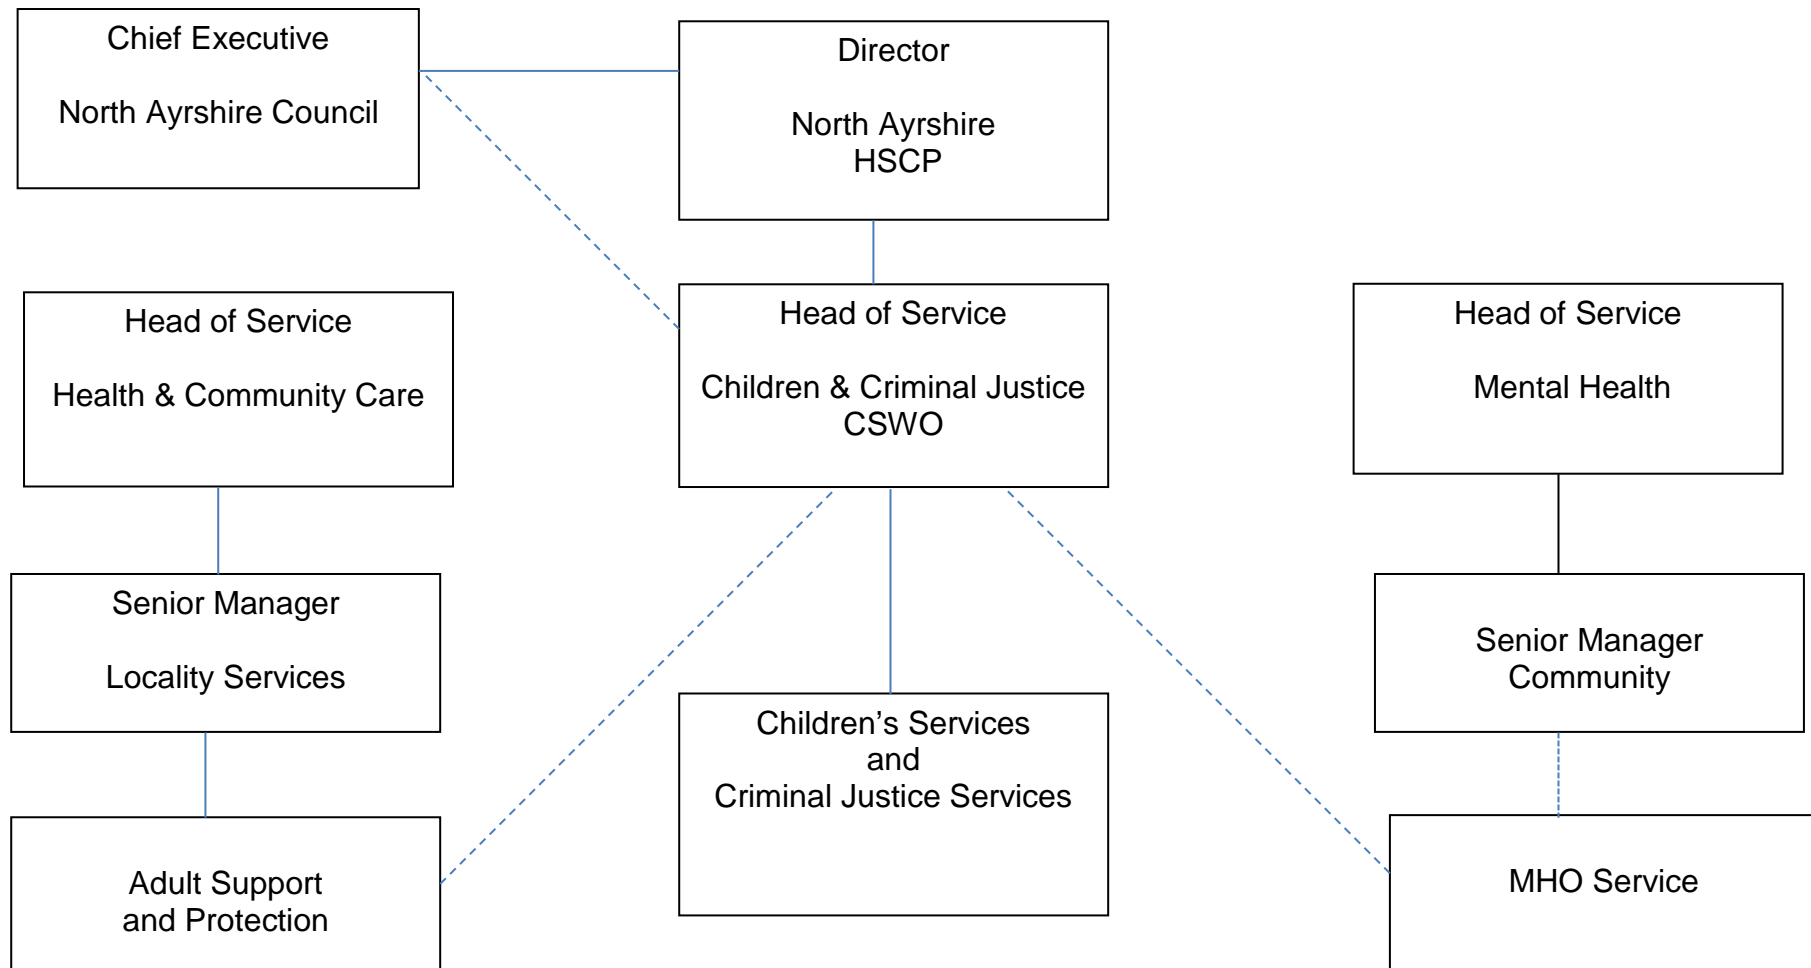 Chief Executive
North Ayrshire Council
Director
North Ayrshire
HSCP
Head of Service
Health & Community Care
Head of Service
Children & Criminal Justice
CSWO
Head of Service
Mental Health
Senior Manager
Locality Services
Senior Manager
Community
Children’s Services
and
Criminal Justice Services
Adult Support
and Protection
MHO Service